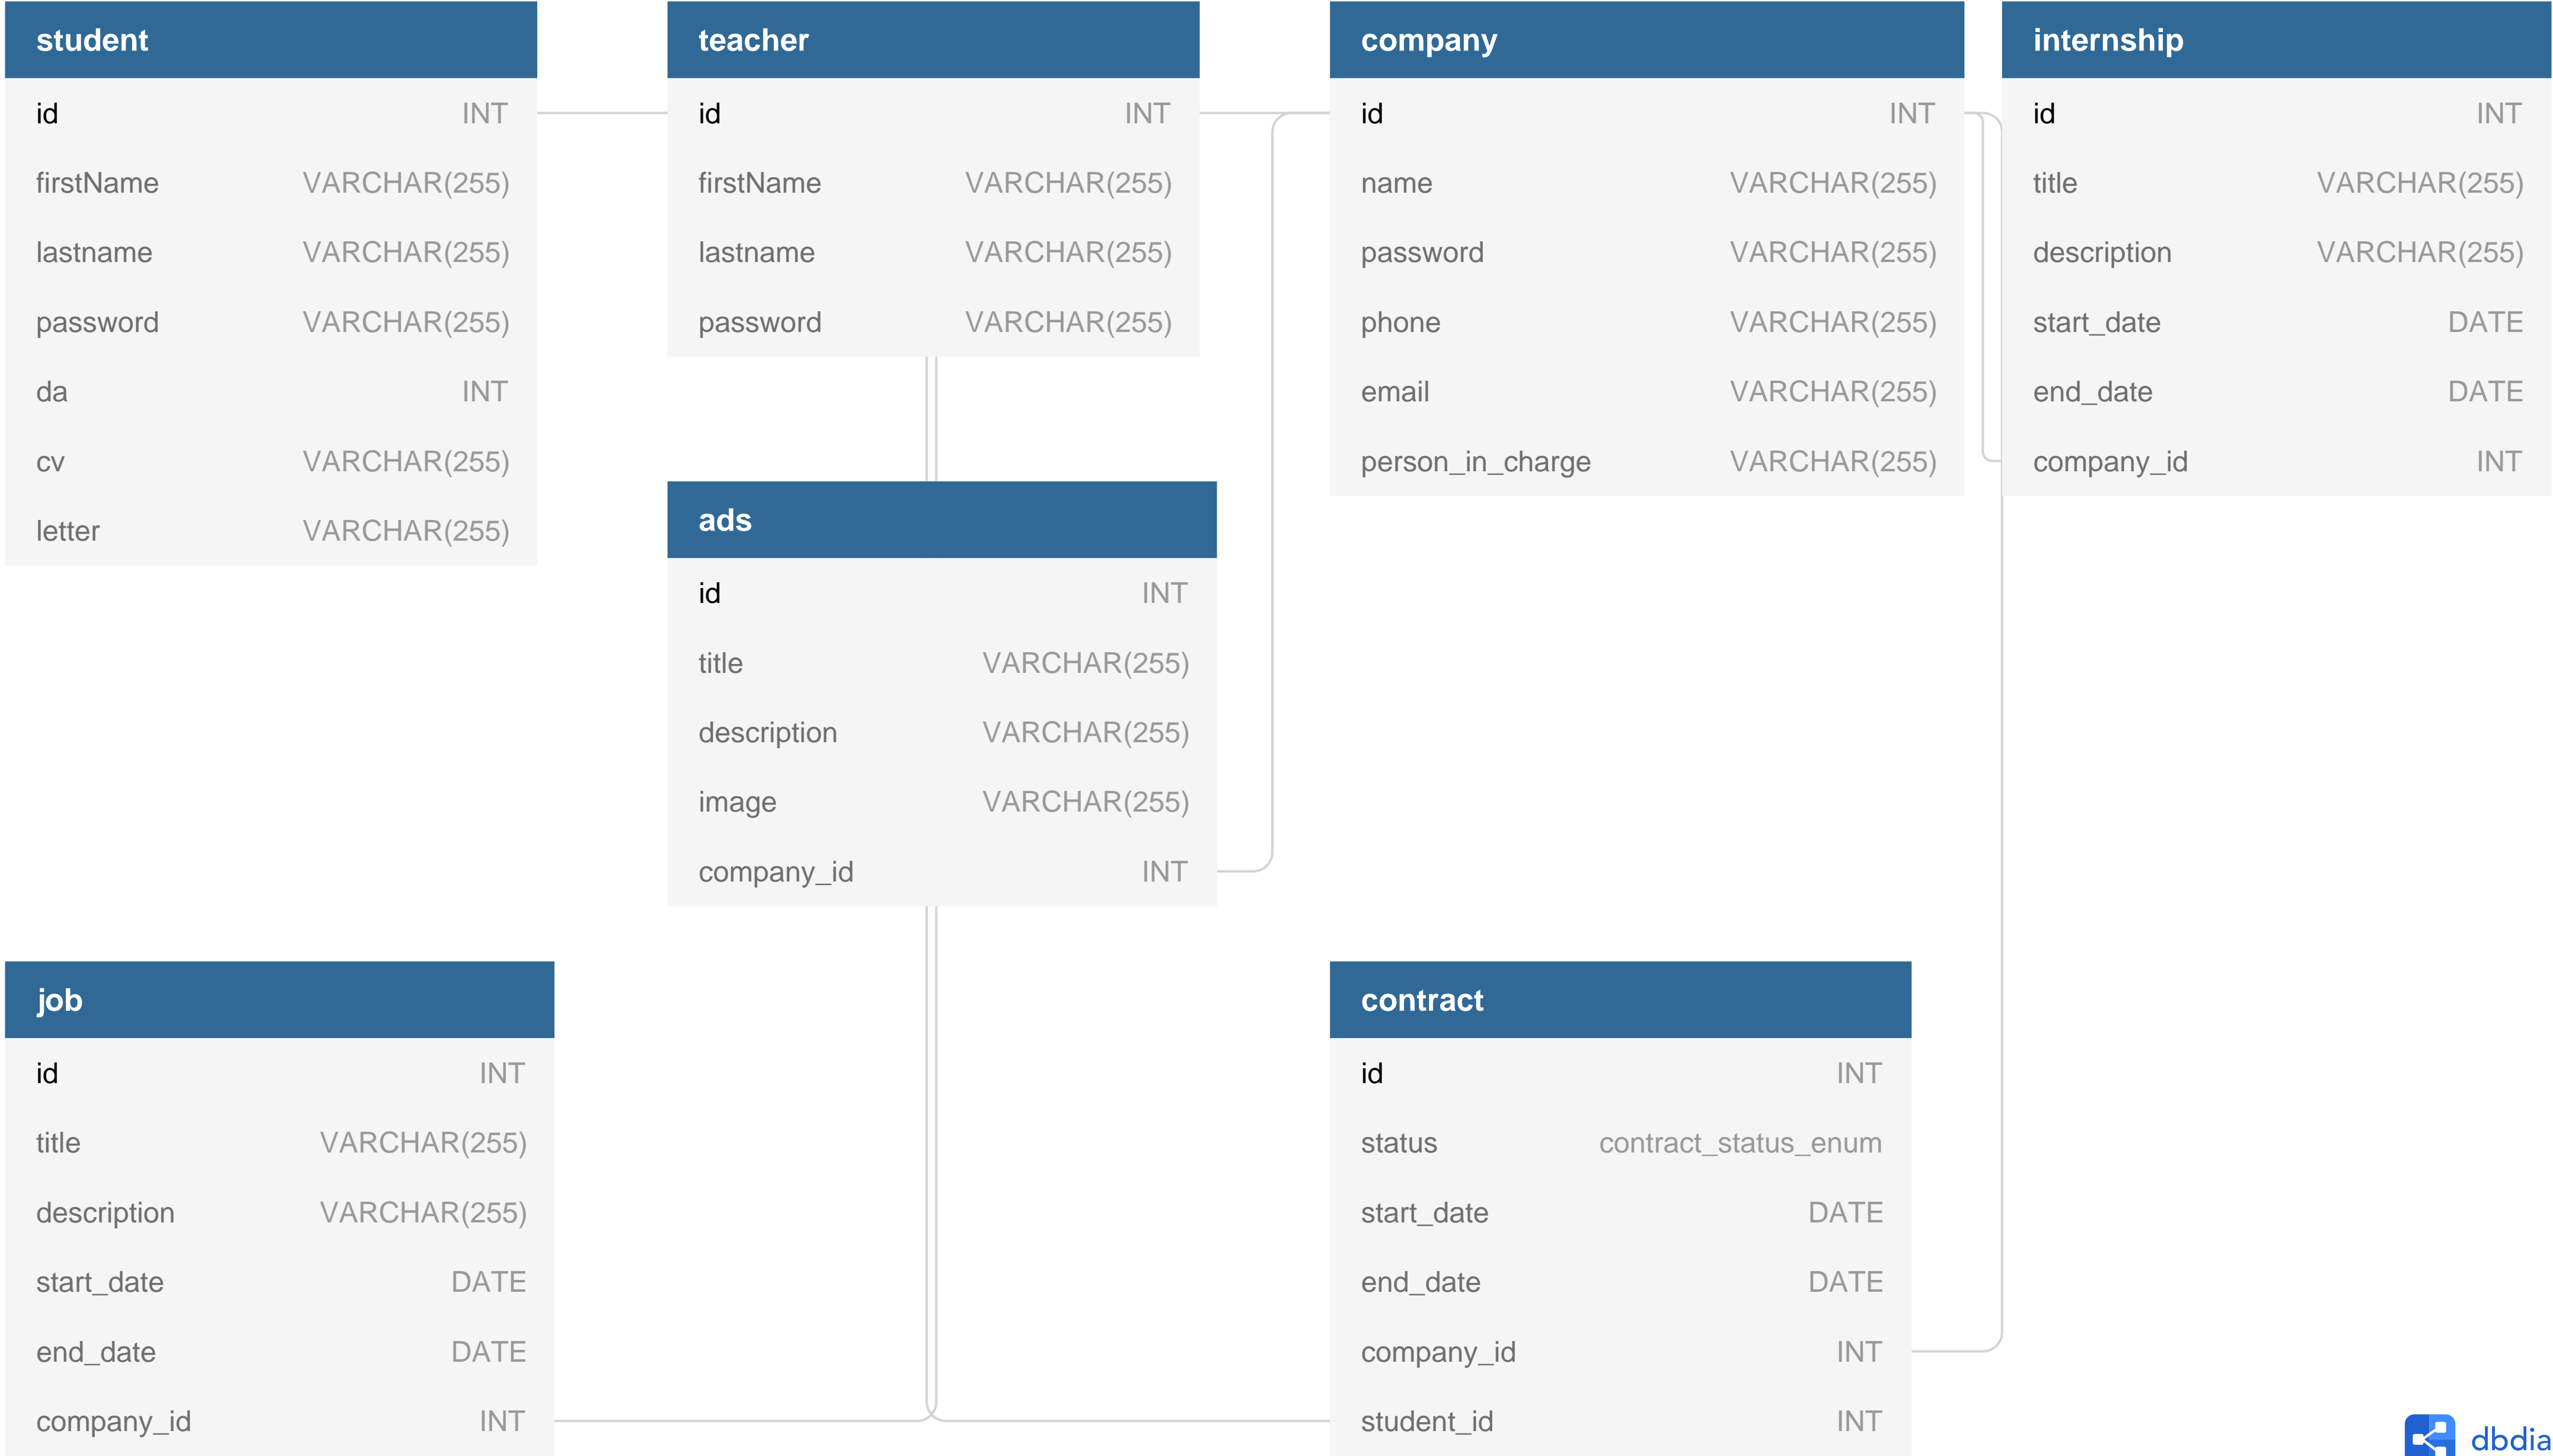 student
id INT
firstName VARCHAR(255)
lastname VARCHAR(255)
password VARCHAR(255)
da INT
cv VARCHAR(255)
letter VARCHAR(255)
teacher
id INT
firstName VARCHAR(255)
lastname VARCHAR(255)
password VARCHAR(255)
company
id INT
name VARCHAR(255)
password VARCHAR(255)
phone VARCHAR(255)
email VARCHAR(255)
person_in_charge VARCHAR(255)
internship
id INT
title VARCHAR(255)
description VARCHAR(255)
start_date DATE
end_date DATE
company_id INT
ads
id INT
title VARCHAR(255)
description VARCHAR(255)
image VARCHAR(255)
company_id INT
job
id INT
title VARCHAR(255)
description VARCHAR(255)
start_date DATE
end_date DATE
company_id INT
contract
id INT
status contract_status_enum
start_date DATE
end_date DATE
company_id INT
student_id INT
dbdia